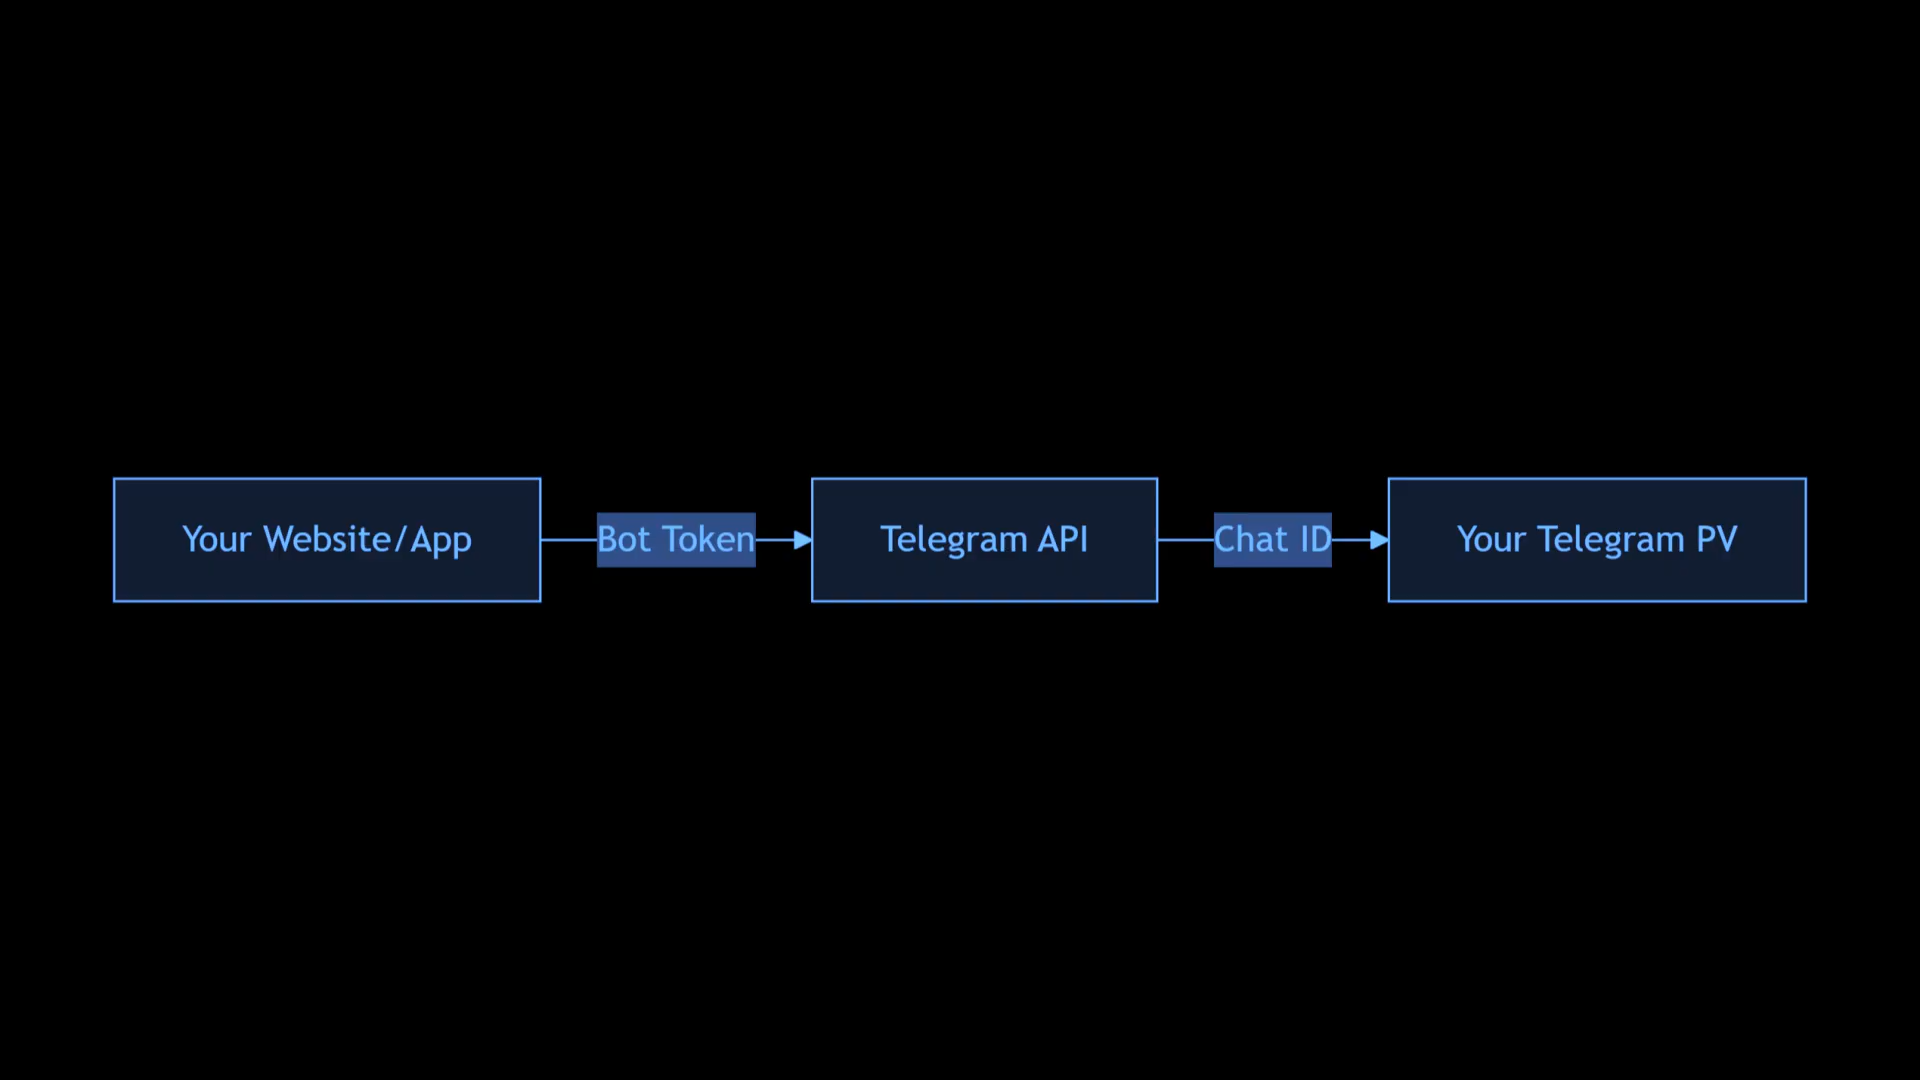 Your Website/App
Bot Token
Telegram API
Chat ID
Your Telegram PV